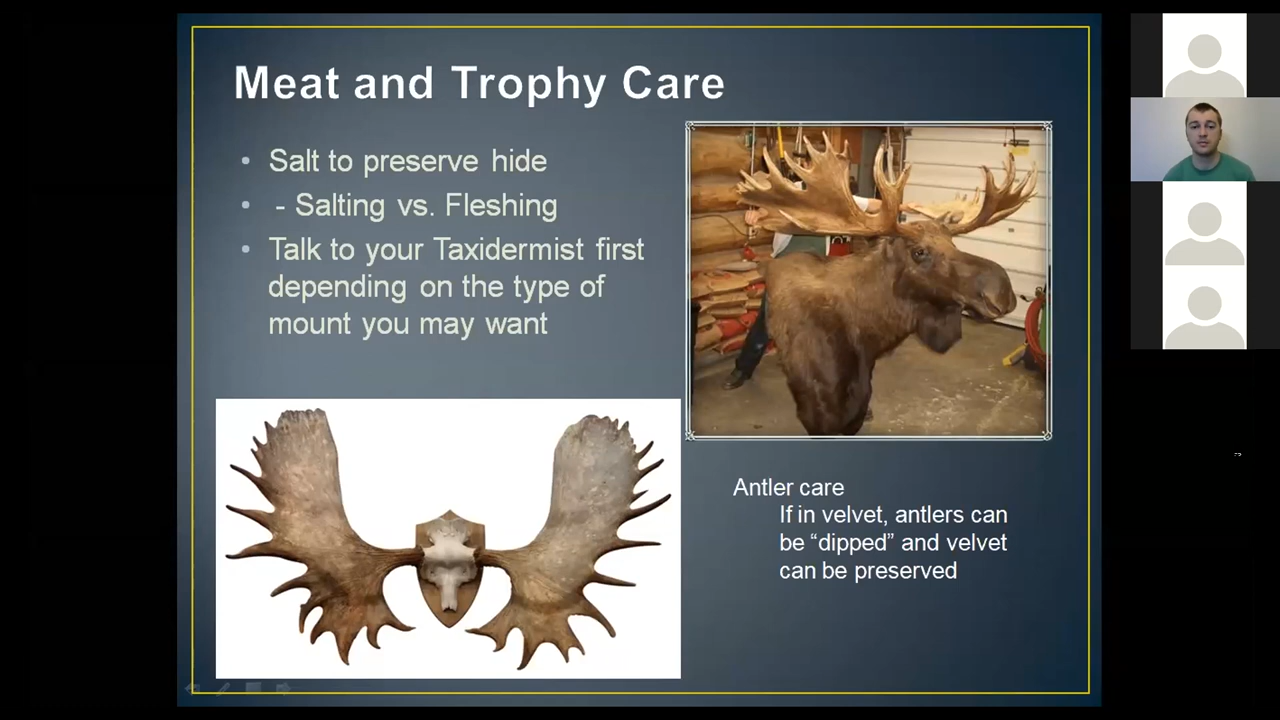 Meat and Trophy Care
• Salt to preserve hide
• - Salting vs. Fleshing
• Talk to your Taxidermist first
depending on the type of
mount you may want
Antler care
If in velvet, antlers can
be “dipped” and velvet
can be preserved